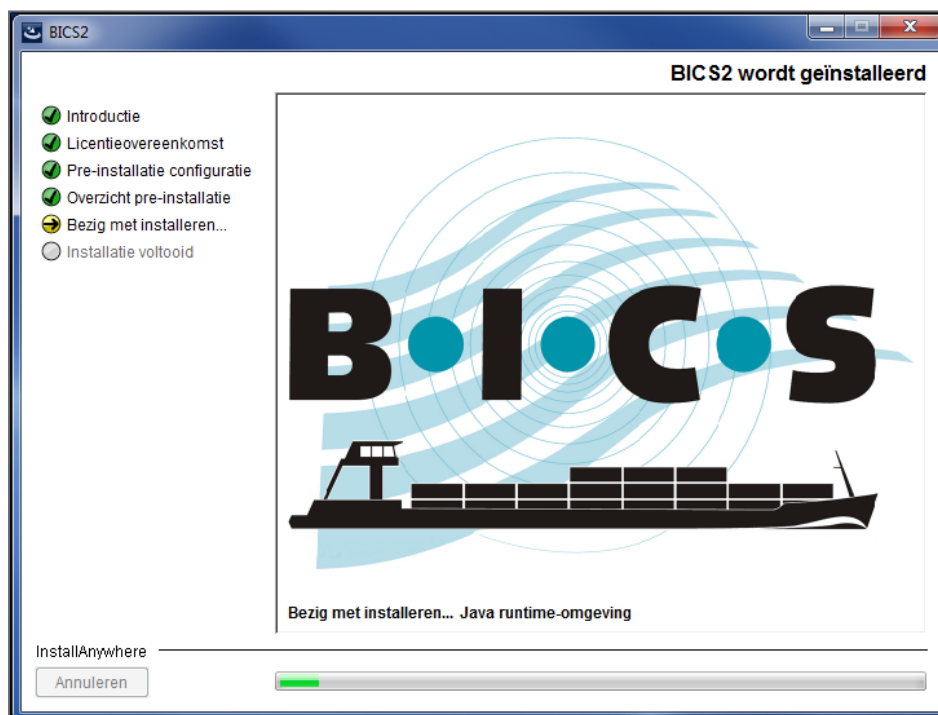 BICS2
BICS2 wordt geïnstalleerd
Introductie
Licentieovereenkomst
Pre-installatie configuratie
Overzicht pre-installatie
Bezig met installeren...
Installatie voltooid
B•I•C•S
Bezig met installeren... Java runtime-omgeving
InstallAnywhere
Annuleren